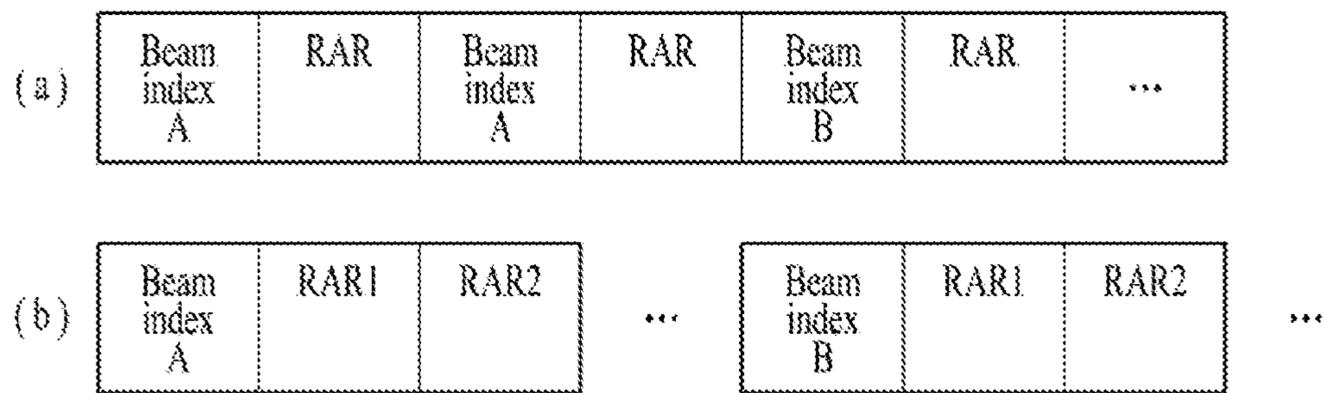 (a)
Beam index A
RAR
Beam index A
RAR
Beam index B
RAR
...
(b)
Beam index A
RAR1
RAR2
...
Beam index B
RAR1
RAR2
...